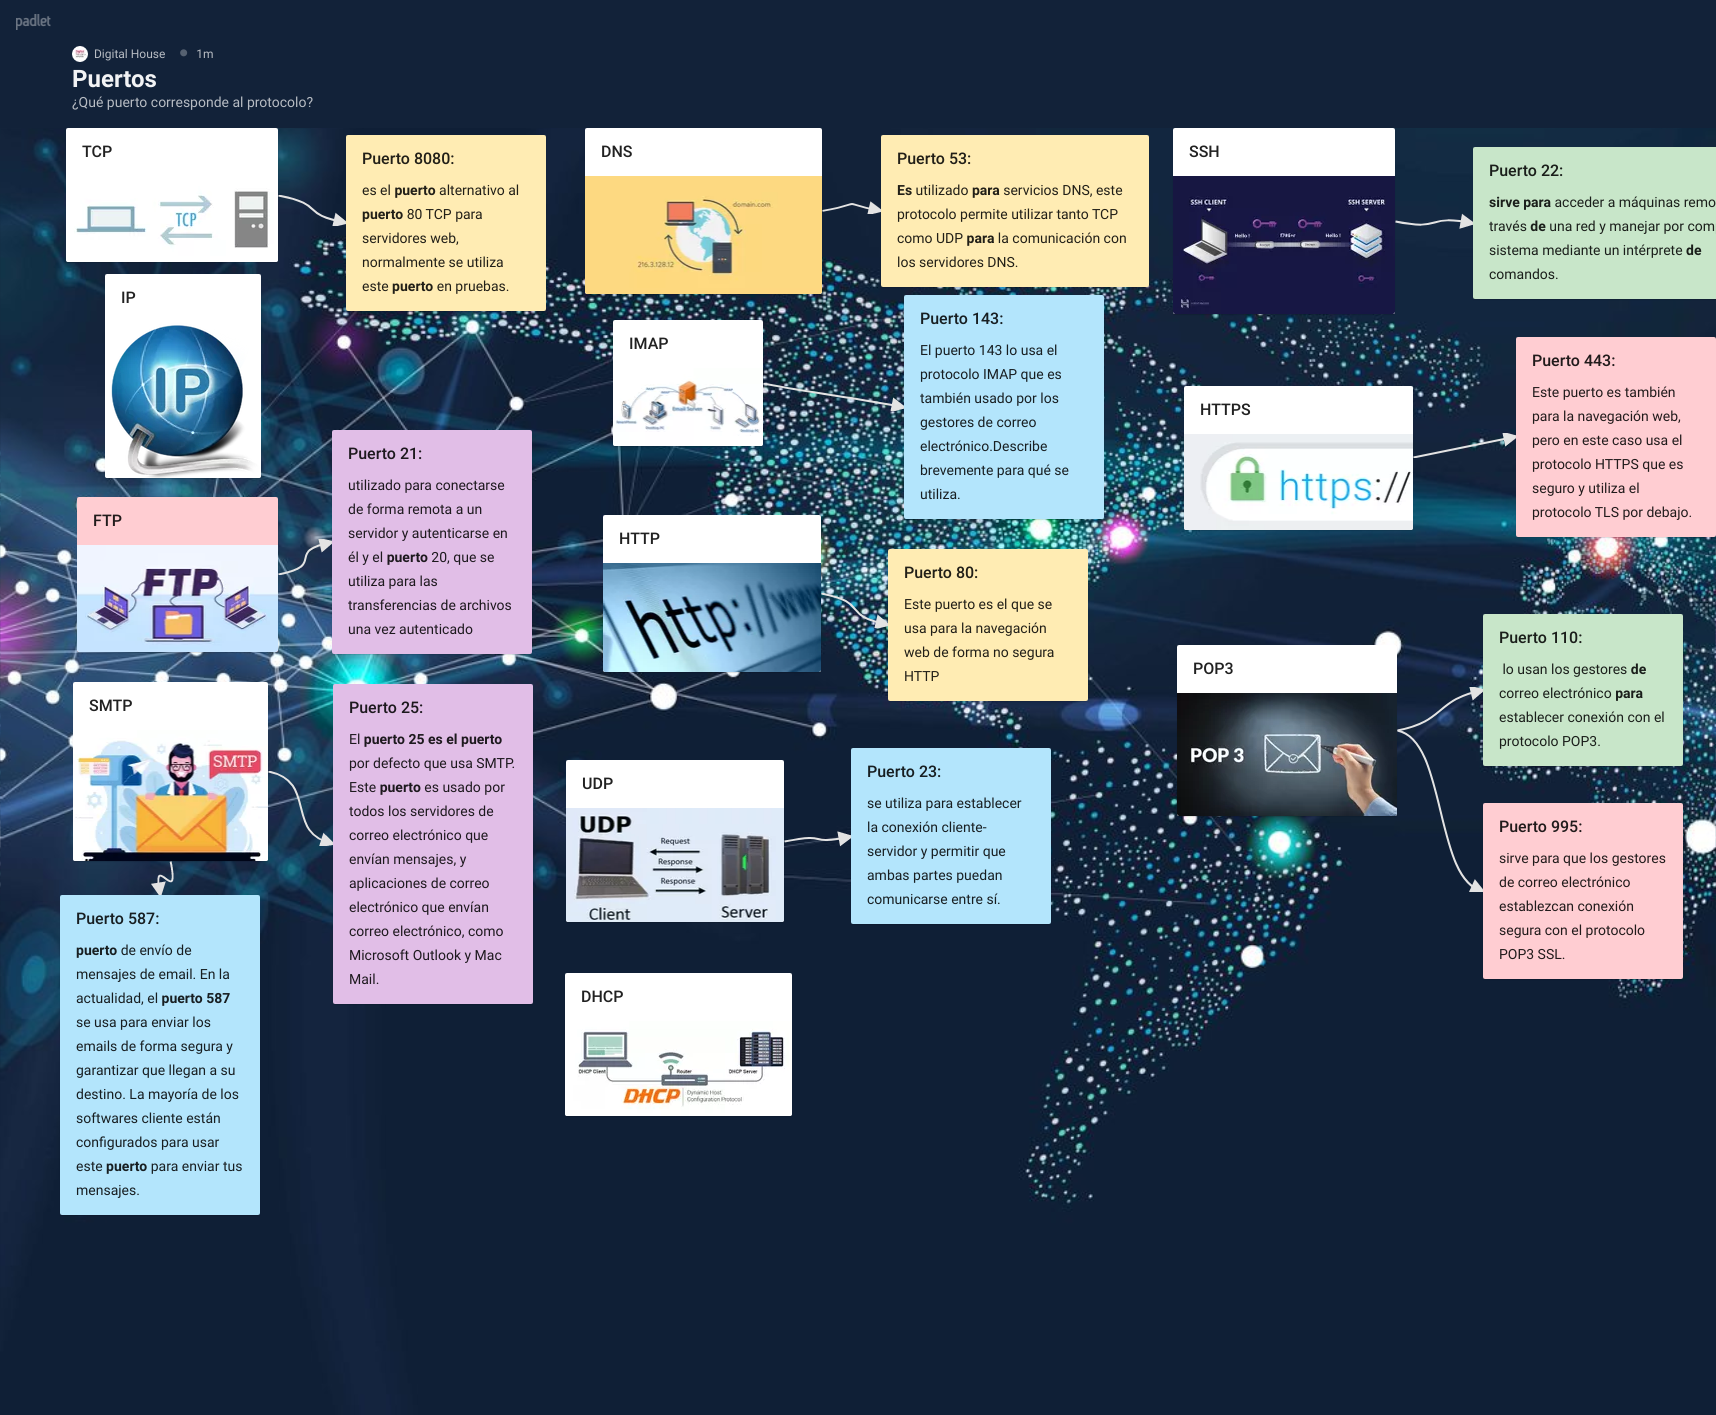 padlet
Digital House • 1m
Puertos
¿Qué puerto corresponde al protocolo?
TCP
TCP
Puerto 8080:
es el puerto alternativo al
puerto 80 TCP para
servidores web,
normalmente se utiliza
este puerto en pruebas.
DNS
domain.com
216.3.128.12
Puerto 53:
Es utilizado para servicios DNS, este
protocolo permite utilizar tanto TCP
como UDP para la comunicación con
los servidores DNS.
SSH
SSH CLIENT
SSH SERVER
Hello !
Hello !
Puerto 22:
sirve para acceder a máquinas remo
través de una red y manejar por com
sistema mediante un intérprete de
comandos.
IP
IP
IMAP
Email Server
Puerto 143:
El puerto 143 lo usa el
protocolo IMAP que es
también usado por los
gestores de correo
electrónico.Describe
brevemente para qué se
utiliza.
HTTPS
https://
Puerto 443:
Este puerto es también
para la navegación web,
pero en este caso usa el
protocolo HTTPS que es
seguro y utiliza el
protocolo TLS por debajo.
FTP
FTP
Puerto 21:
utilizado para conectarse
de forma remota a un
servidor y autenticarse en
él y el puerto 20, que se
utiliza para las
transferencias de archivos
una vez autenticado
HTTP
http://www
Puerto 80:
Este puerto es el que se
usa para la navegación
web de forma no segura
HTTP
POP3
POP 3
Puerto 110:
lo usan los gestores de
correo electrónico para
establecer conexión con el
protocolo POP3.
Puerto 995:
sirve para que los gestores
de correo electrónico
establezcan conexión
segura con el protocolo
POP3 SSL.
SMTP
SMTP
Puerto 25:
El puerto 25 es el puerto
por defecto que usa SMTP.
Este puerto es usado por
todos los servidores de
correo electrónico que
envían mensajes, y
aplicaciones de correo
electrónico que envían
correo electrónico, como
Microsoft Outlook y Mac
Mail.
Puerto 587:
puerto de envío de
mensajes de email. En la
actualidad, el puerto 587
se usa para enviar los
emails de forma segura y
garantizar que llegan a su
destino. La mayoría de los
softwares cliente están
configurados para usar
este puerto para enviar tus
mensajes.
UDP
UDP
Request
Response
Response
Client
Server
Puerto 23:
se utiliza para establecer
la conexión cliente-
servidor y permitir que
ambas partes puedan
comunicarse entre sí.
DHCP
DHCP Client
Router
DHCP Server
DHCP
Dynamic Host
Configuration Protocol